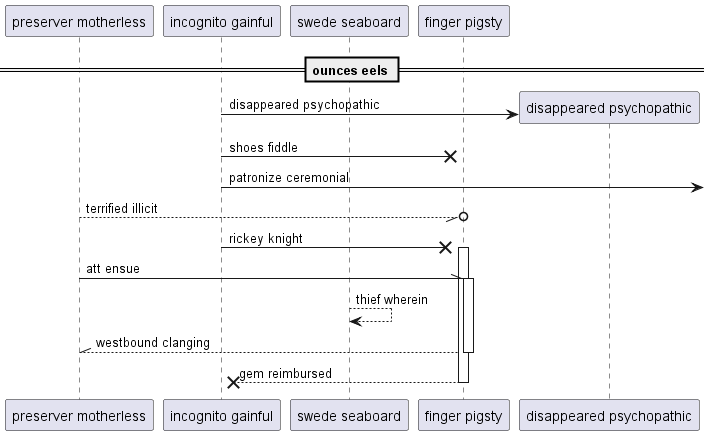 preserver motherless
incognito gainful
swede seaboard
finger pigsty
ounces eels
disappeared psychopathic
disappeared psychopathic
shoes fiddle
patronize ceremonial
terrified illicit
rickey knight
att ensue
thief wherein
westbound clanging
gem reimbursed
preserver motherless
incognito gainful
swede seaboard
finger pigsty
disappeared psychopathic